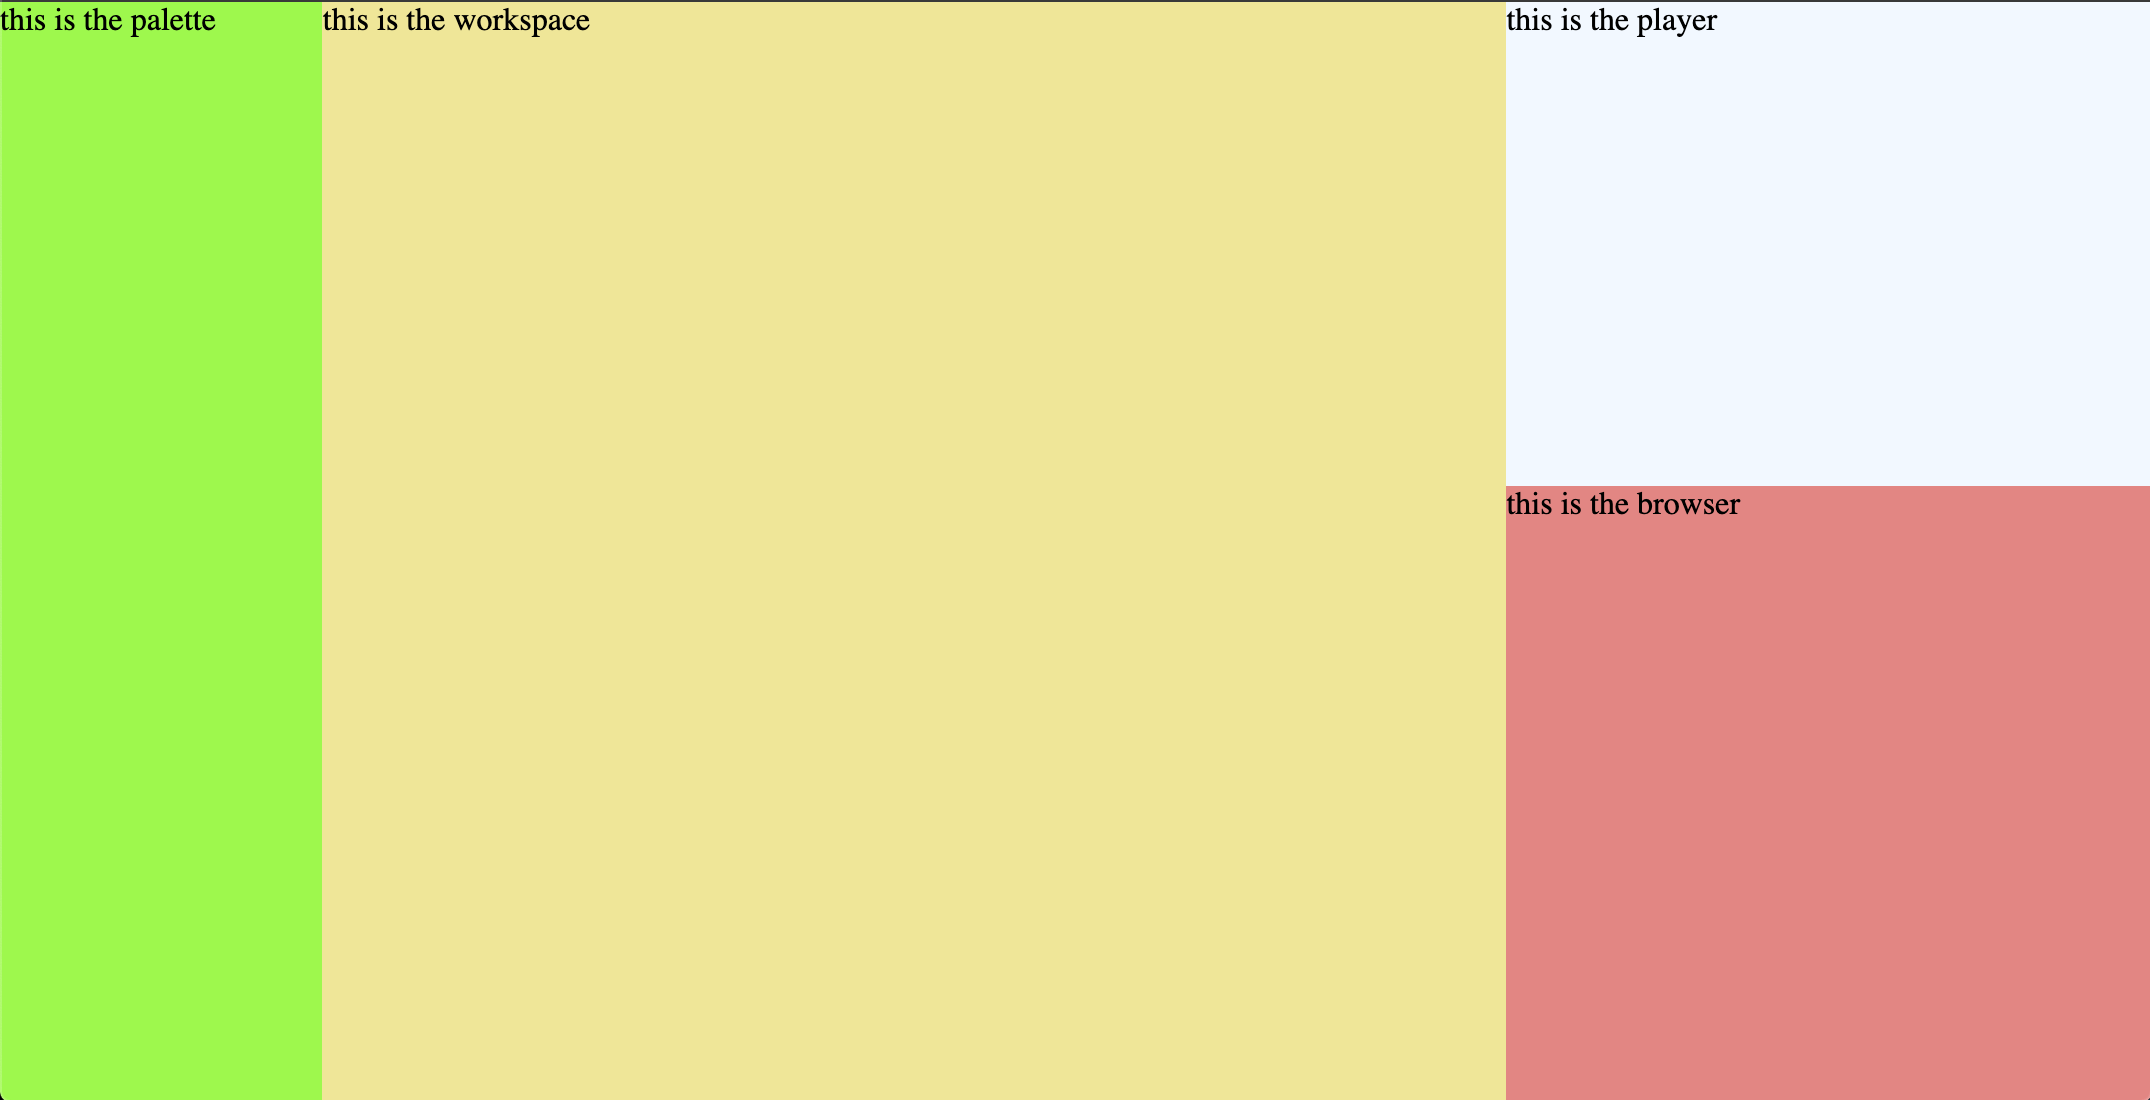 this is the palette
this is the workspace
this is the player
this is the browser